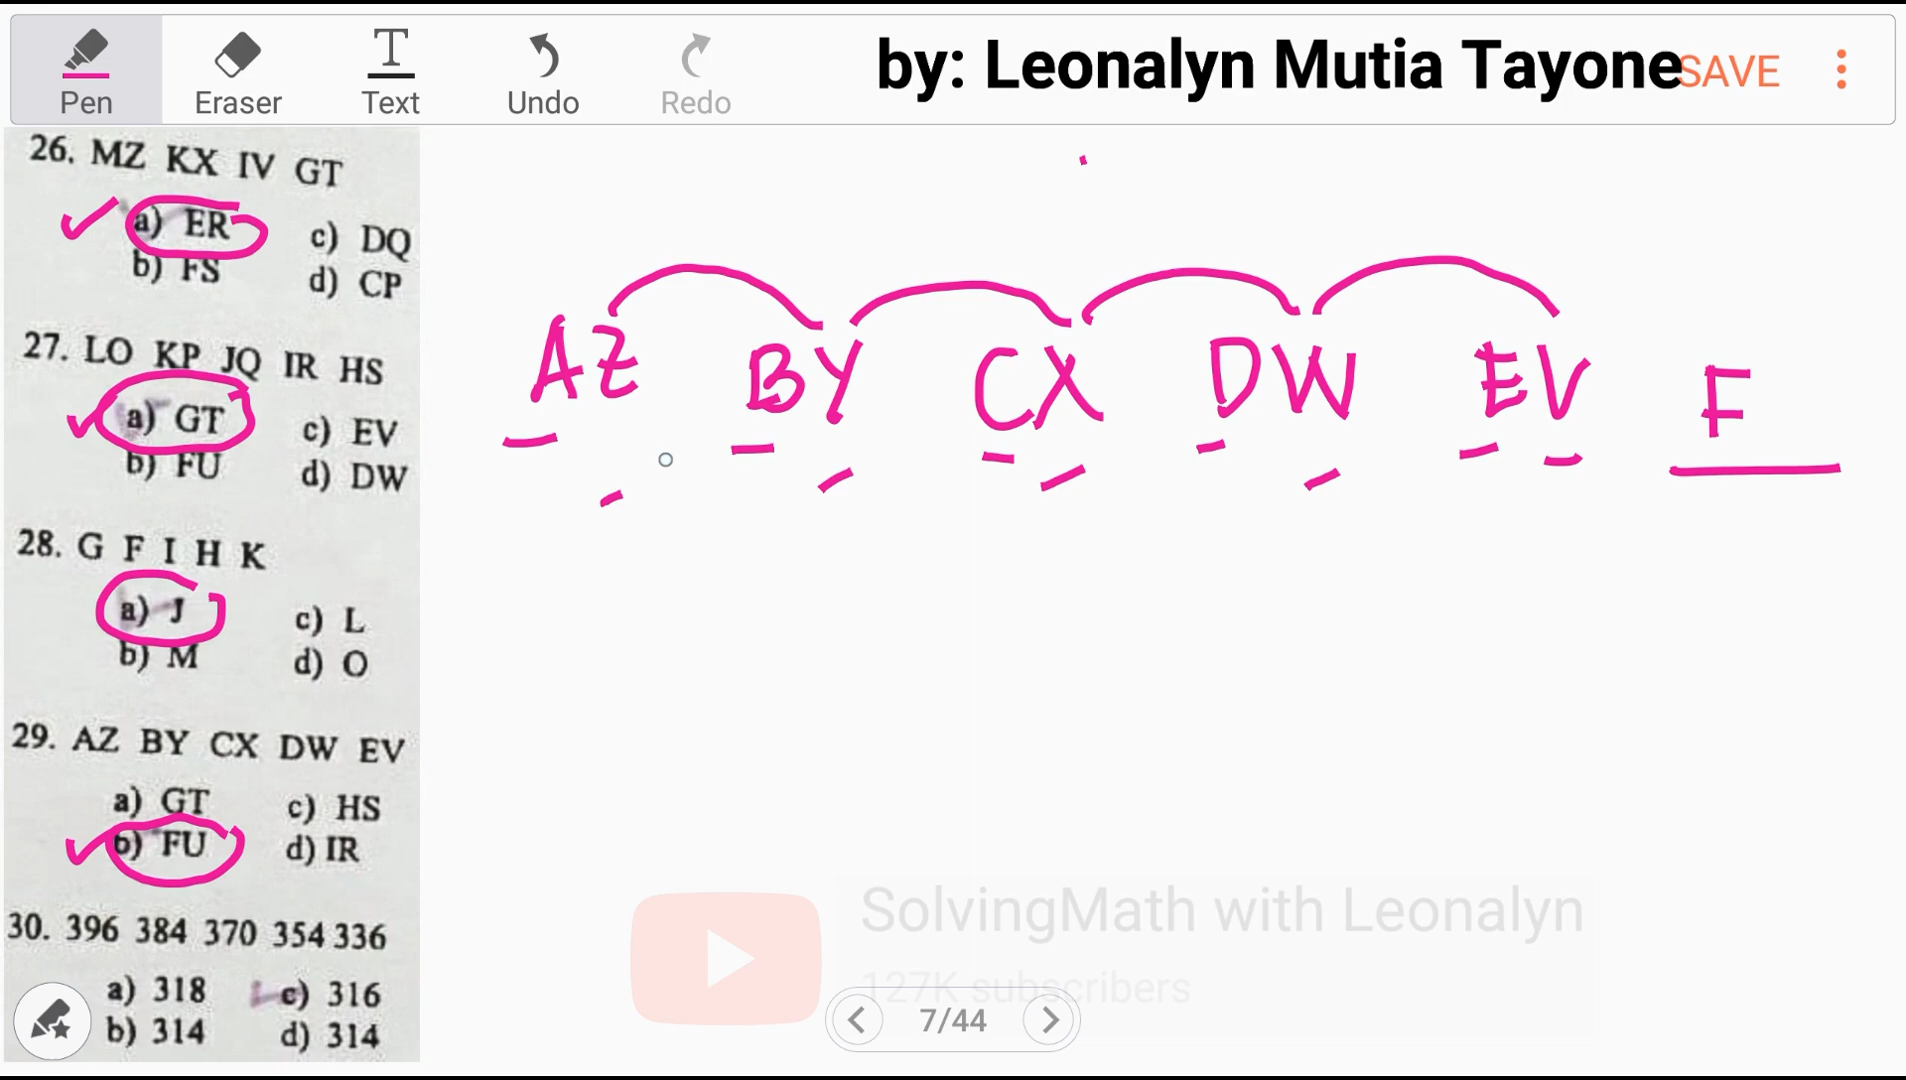 Pen Eraser Text Undo Redo by: Leonalyn Mutia Tayone SAVE
26. MZ KX IV GT
a) ER c) DQ
b) FS d) CP
27. LO KP JQ IR HS
a) GT c) EV
b) FU d) DW
28. G F I H K
a) J c) L
b) M d) O
29. AZ BY CX DW EV
a) GT c) HS
b) FU d) IR
30. 396 384 370 354 336
a) 318 c) 316
b) 314 d) 314
AZ BY CX DW EV F
SolvingMath with Leonalyn
127K subscribers
7/44